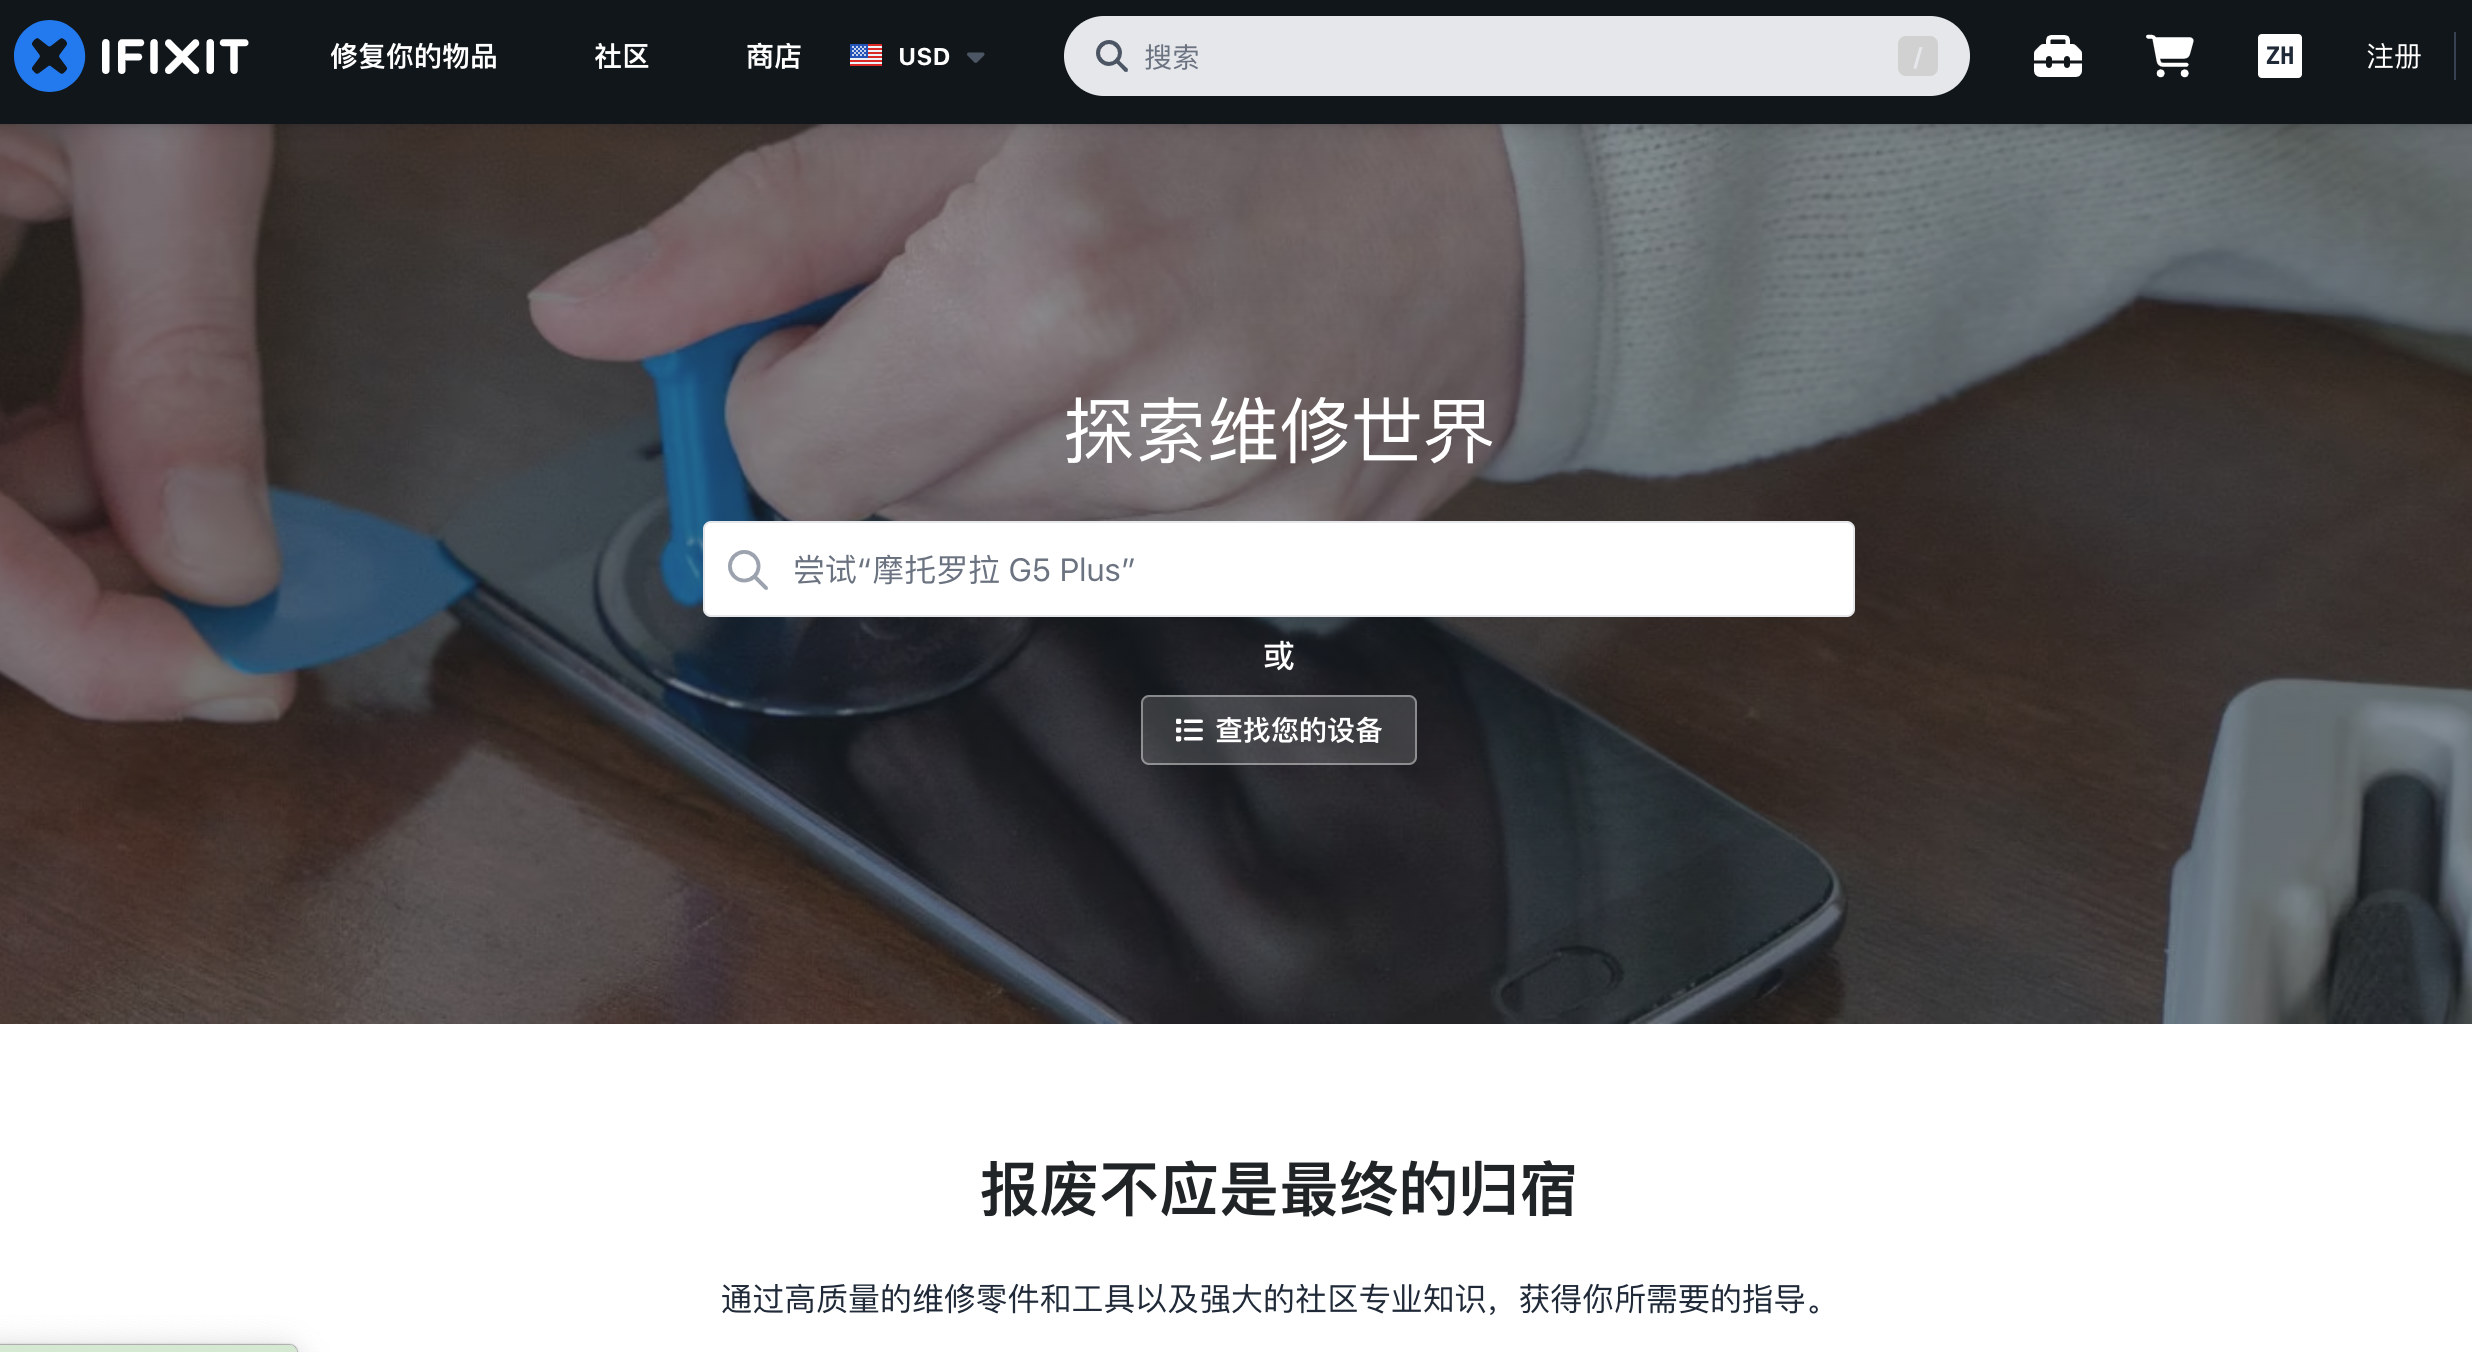 IFIXIT 修复你的物品 社区 商店 USD 搜索 / ZH 注册
探索维修世界
尝试“摩托罗拉 G5 Plus”
或
查找您的设备
报废不应是最终的归宿
通过高质量的维修零件和工具以及强大的社区专业知识，获得你所需要的指导。